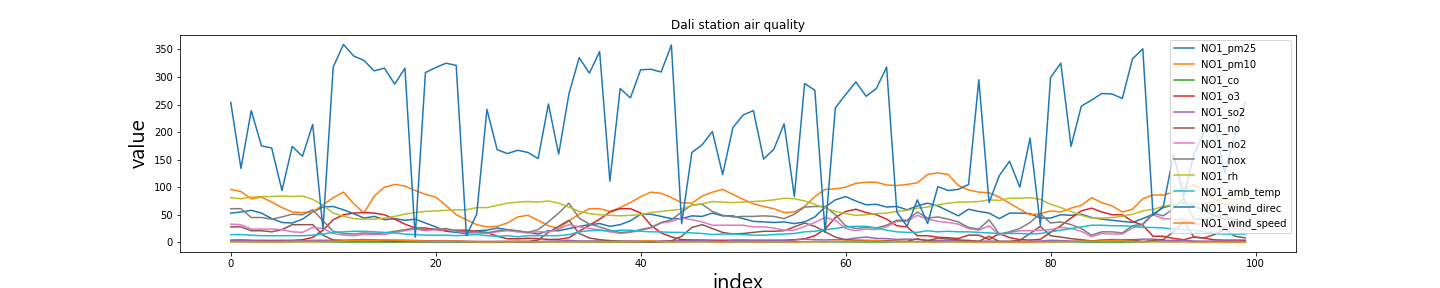 Dali station air quality
value
350
300
250
200
150
100
50
0
0
20
40
60
80
100
index
NO1_pm25
NO1_pm10
NO1_co
NO1_o3
NO1_so2
NO1_no
NO1_no2
NO1_nox
NO1_rh
NO1_amb_temp
NO1_wind_direc
NO1_wind_speed